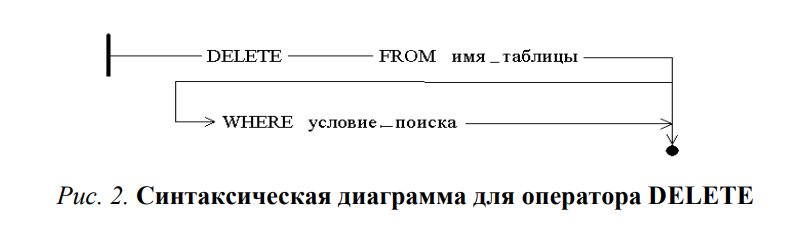 DELETE FROM имя_таблицы
WHERE условие_поиска
Рис. 2. Синтаксическая диаграмма для оператора DELETE